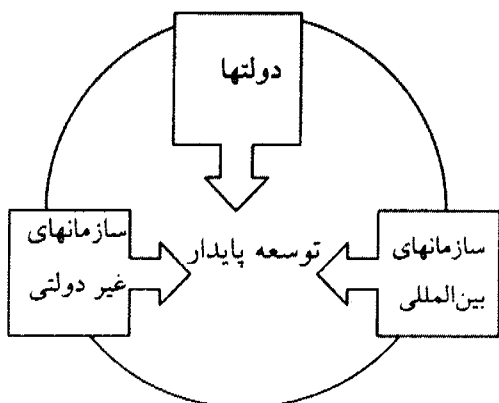 دولتها
سازمانهای
بین‌المللی
توسعه پایدار
سازمانهای
غیر دولتی